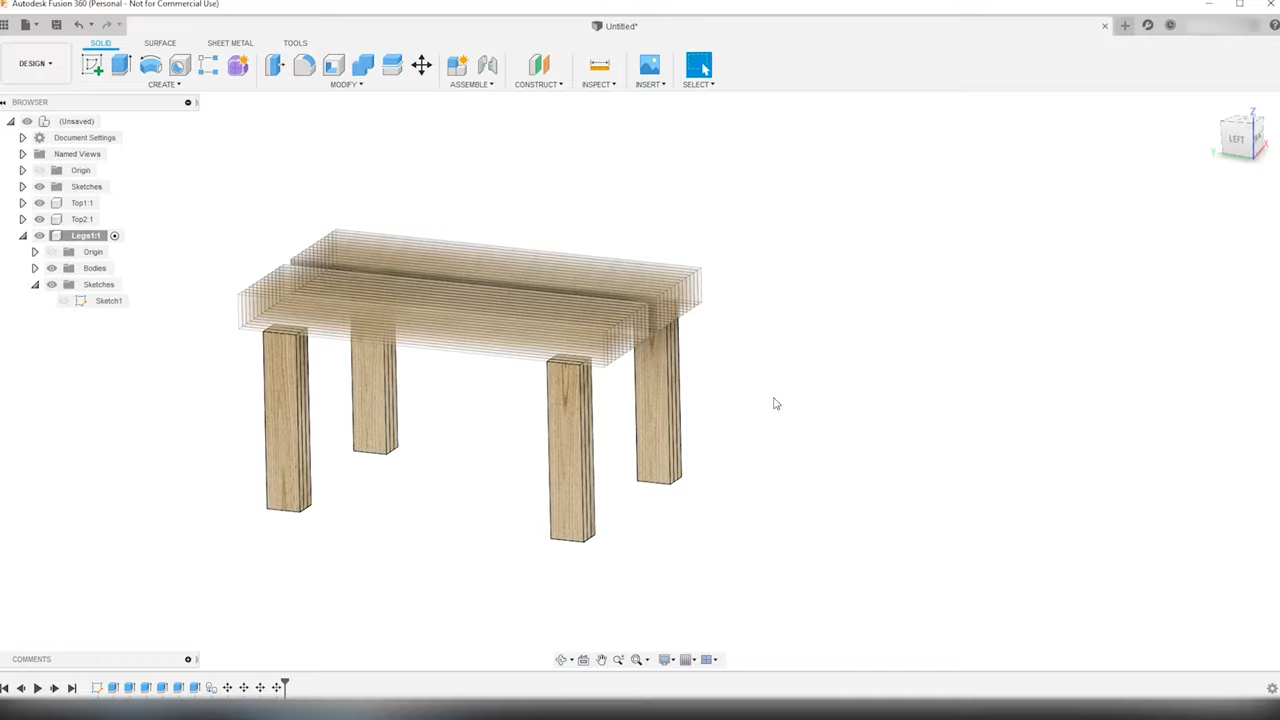 Autodesk Fusion 360 (Personal - Not for Commercial Use)
Untitled*
SOLID SURFACE SHEET METAL TOOLS
DESIGN
CREATE MODIFY ASSEMBLE CONSTRUCT INSPECT INSERT SELECT
BROWSER
(Unsaved)
Document Settings
Named Views
Origin
Sketches
Top1:1
Top2:1
Legs1:1
Origin
Bodies
Sketches
Sketch1
Z
LEFT
Y
X
COMMENTS